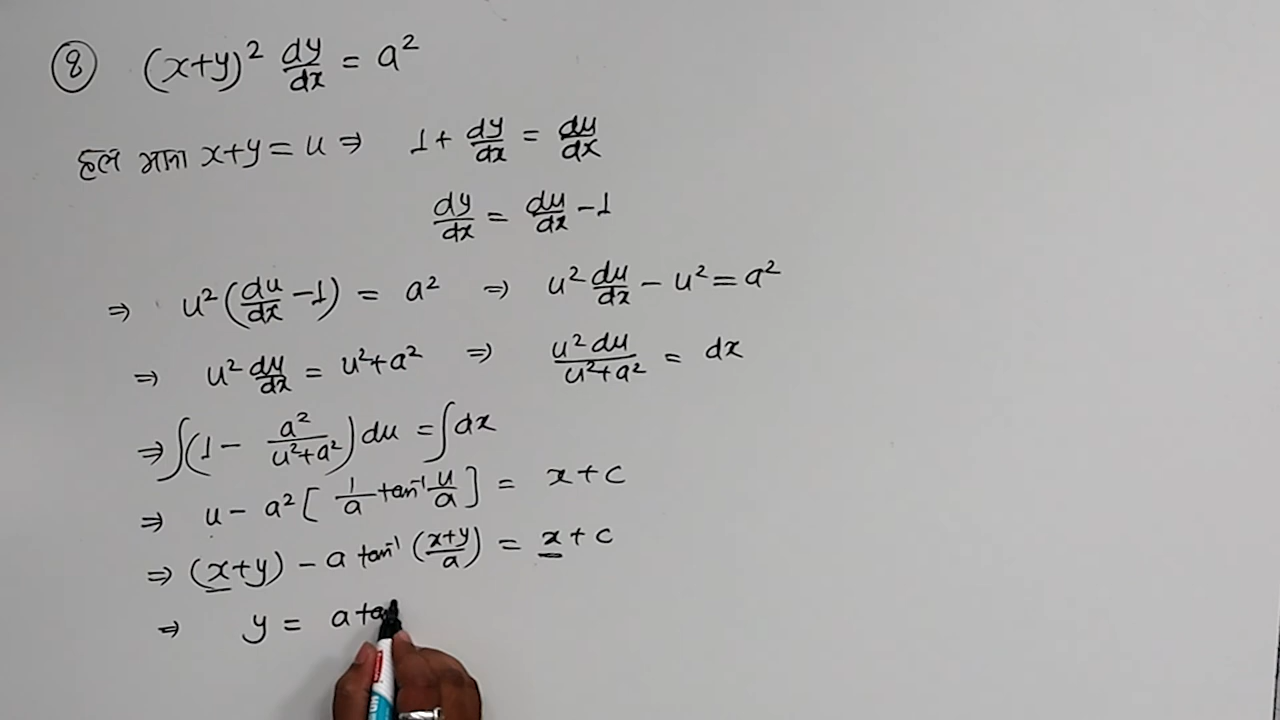 8 (x+y)² dy/dx = a²
हल माना x+y = u ⇒ 1 + dy/dx = du/dx
dy/dx = du/dx - 1
⇒ u² (du/dx - 1) = a² ⇒ u² du/dx - u² = a²
⇒ u² du/dx = u² + a² ⇒ u² du/u² + a² = dx
⇒ ∫(1 - a²/u² + a²) du = ∫dx
⇒ u - a² [1/a tan⁻¹ u/a] = x + c
⇒ (x+y) - a tan⁻¹ (x+y/a) = x + c
⇒ y = a ta